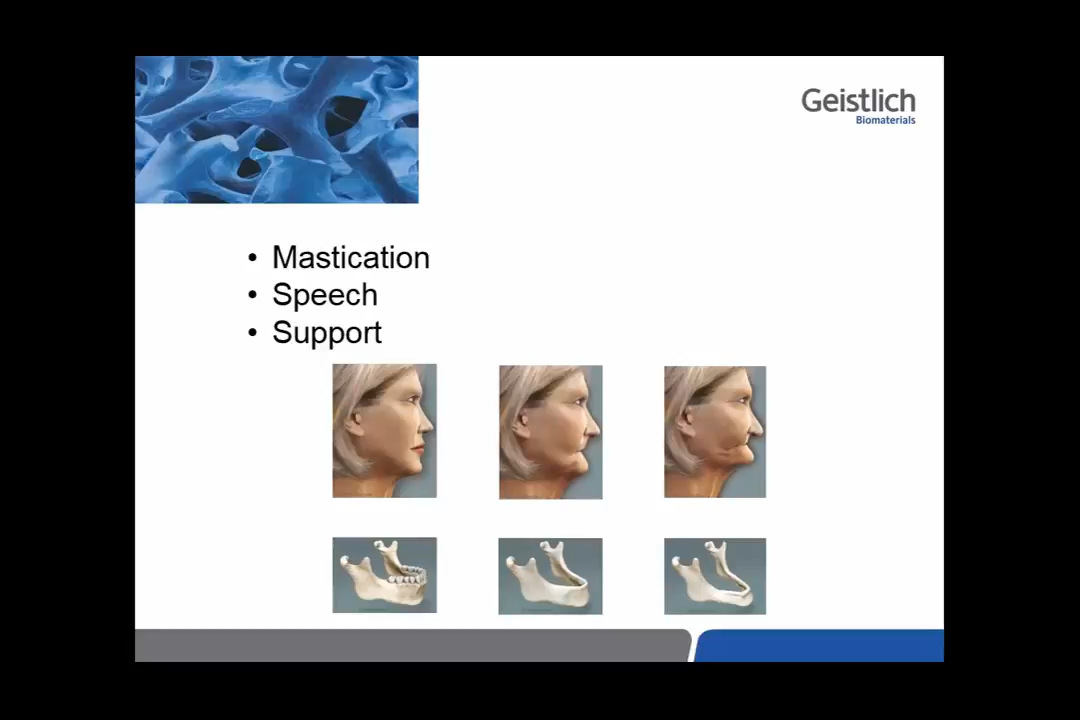 Geistlich
Biomaterials
• Mastication
• Speech
• Support